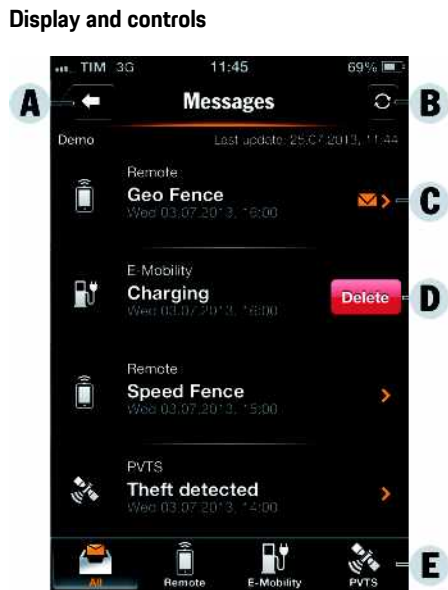 Display and controls
TIM 3G 11:45 69%
A Messages B
Demo Last update: 25.07.2013, 11:44
Remote
Geo Fence C
Wed 03.07.2013, 16:00
E-Mobility
Charging Delete D
Wed 03.07.2013, 16:00
Remote
Speed Fence
Wed 03.07.2013, 15:00
PVTS
Theft detected
Wed 03.07.2013, 14:00
All Remote E-Mobility PVTS E